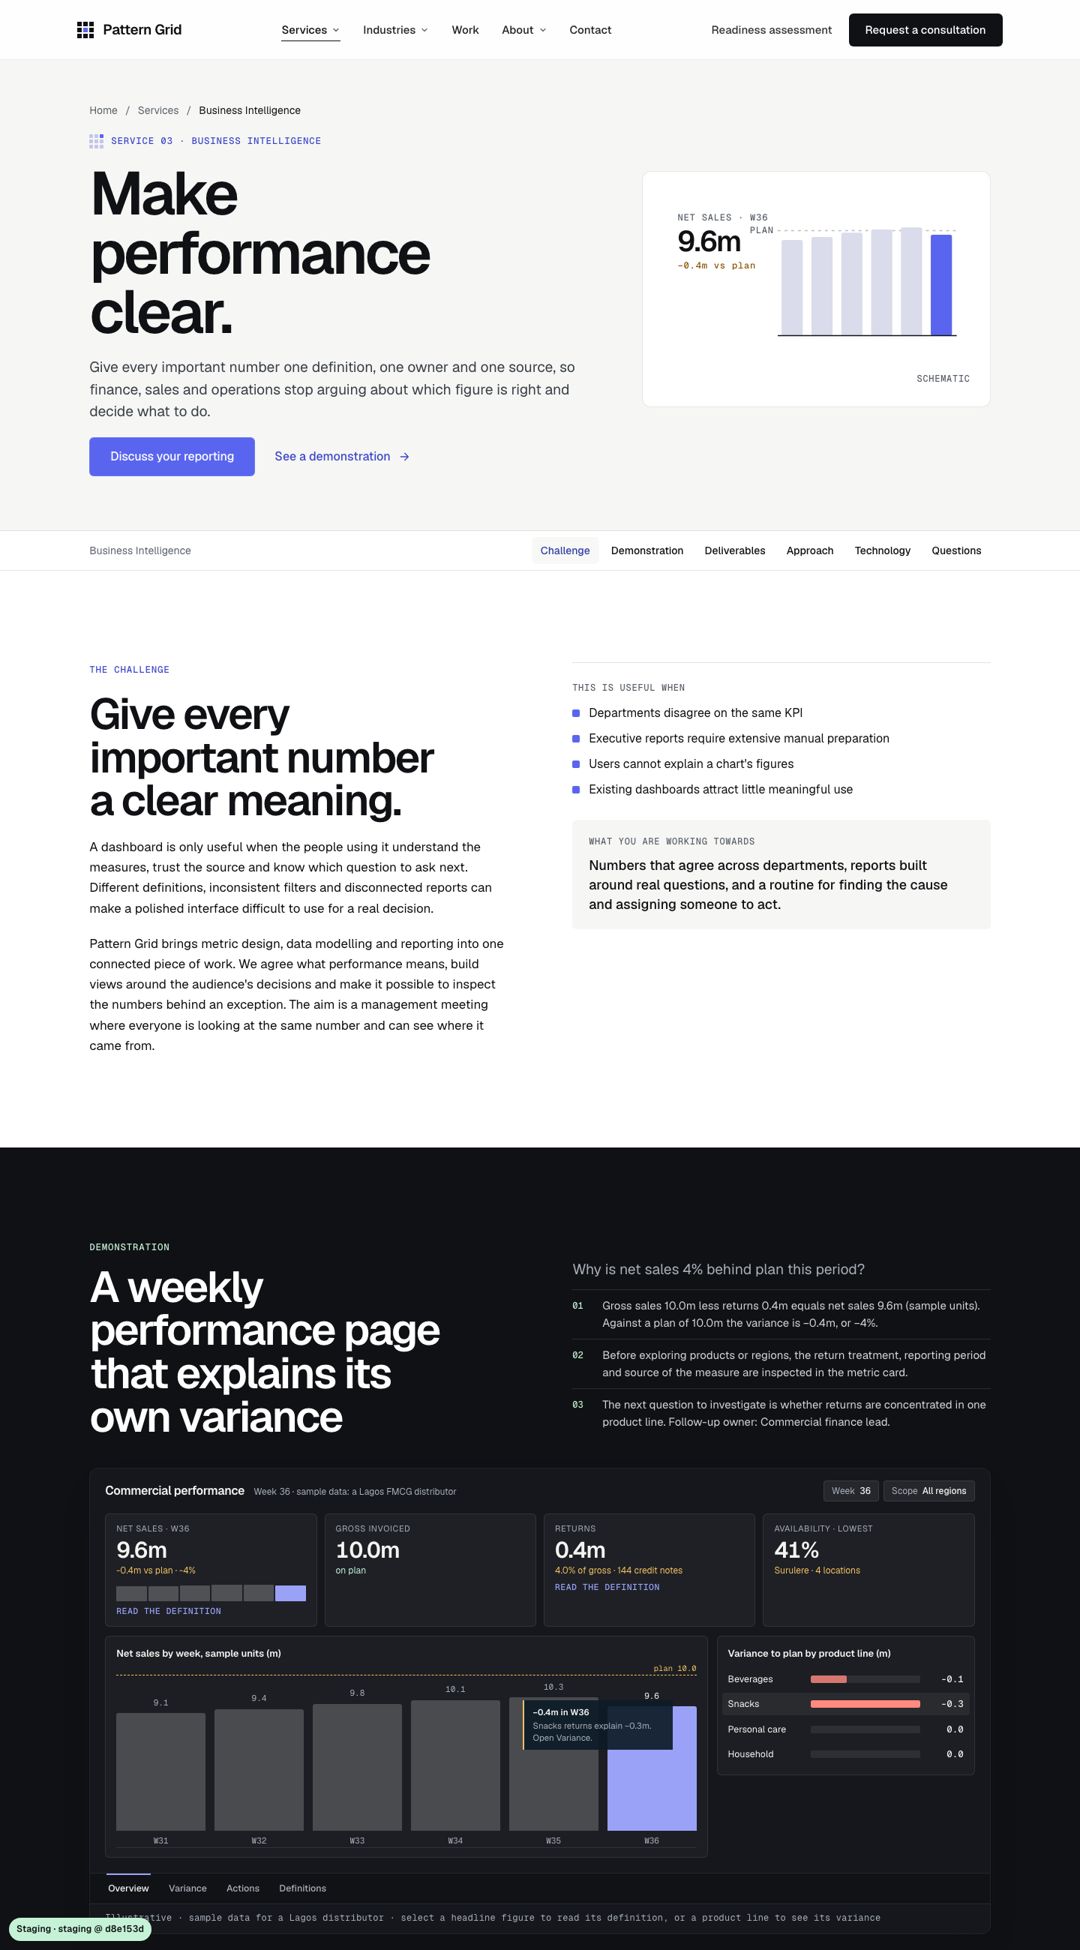 Pattern Grid
Services
Industries
Work
About
Contact
Readiness assessment
Request a consultation
Home / Services / Business Intelligence
SERVICE 03 · BUSINESS INTELLIGENCE
Make
performance
clear.
Give every important number one definition, one owner and one source, so
finance, sales and operations stop arguing about which figure is right and
decide what to do.
Discuss your reporting
See a demonstration →
NET SALES · W36
9.6m
PLAN
−0.4m vs plan
SCHEMATIC
Business Intelligence
Challenge
Demonstration
Deliverables
Approach
Technology
Questions
THE CHALLENGE
Give every
important number
a clear meaning.
A dashboard is only useful when the people using it understand the
measures, trust the source and know which question to ask next.
Different definitions, inconsistent filters and disconnected reports can
make a polished interface difficult to use for a real decision.
Pattern Grid brings metric design, data modelling and reporting into one
connected piece of work. We agree what performance means, build
views around the audience's decisions and make it possible to inspect
the numbers behind an exception. The aim is a management meeting
where everyone is looking at the same number and can see where it
came from.
THIS IS USEFUL WHEN
Departments disagree on the same KPI
Executive reports require extensive manual preparation
Users cannot explain a chart's figures
Existing dashboards attract little meaningful use
WHAT YOU ARE WORKING TOWARDS
Numbers that agree across departments, reports built
around real questions, and a routine for finding the cause
and assigning someone to act.
DEMONSTRATION
A weekly
performance page
that explains its
own variance
Why is net sales 4% behind plan this period?
01 Gross sales 10.0m less returns 0.4m equals net sales 9.6m (sample units).
Against a plan of 10.0m the variance is −0.4m, or −4%.
02 Before exploring products or regions, the return treatment, reporting period
and source of the measure are inspected in the metric card.
03 The next question to investigate is whether returns are concentrated in one
product line. Follow-up owner: Commercial finance lead.
Commercial performance Week 36 · sample data: a Lagos FMCG distributor
Week 36
Scope All regions
NET SALES · W36
9.6m
−0.4m vs plan · −4%
READ THE DEFINITION
GROSS INVOICED
10.0m
on plan
RETURNS
0.4m
4.0% of gross · 144 credit notes
READ THE DEFINITION
AVAILABILITY · LOWEST
41%
Surulere · 4 locations
Net sales by week, sample units (m)
plan 10.0
9.1
9.4
9.8
10.1
10.3
9.6
−0.4m in W36
Snacks returns explain −0.3m.
Open Variance.
W31
W32
W33
W34
W35
W36
Variance to plan by product line (m)
Beverages −0.1
Snacks −0.3
Personal care 0.0
Household 0.0
Overview
Variance
Actions
Definitions
Illustrative · sample data for a Lagos distributor · select a headline figure to read its definition, or a product line to see its variance
Staging · staging @ d8e153d